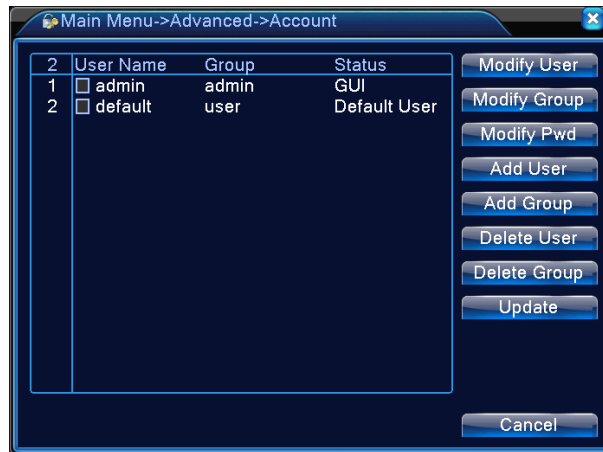 Main Menu->Advanced->Account
2 User Name Group Status
1 admin admin GUI
2 default user Default User
Modify User
Modify Group
Modify Pwd
Add User
Add Group
Delete User
Delete Group
Update
Cancel